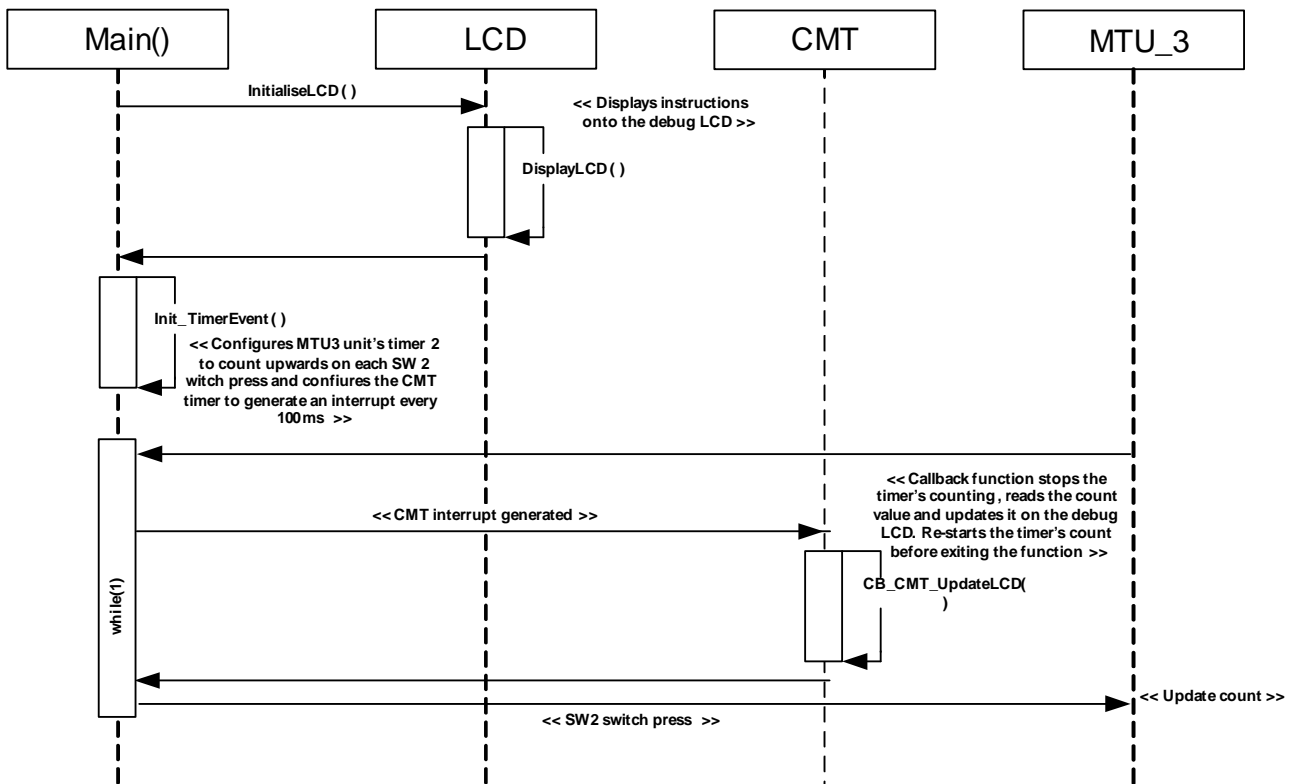 Main()
LCD
CMT
MTU_3
InitialiseLCD ( )
<< Displays instructions
onto the debug LCD >>
DisplayLCD ( )
Init_TimerEvent ( )
<< Configures MTU3 unit's timer 2
to count upwards on each SW 2
witch press and confiures the CMT
timer to generate an interrupt every
100ms >>
<< Callback function stops the
timer's counting , reads the count
value and updates it on the debug
LCD. Re-starts the timer's count
before exiting the function >>
<< CMT interrupt generated >>
CB_CMT_UpdateLCD(
)
while(1)
<< Update count >>
<< SW2 switch press >>